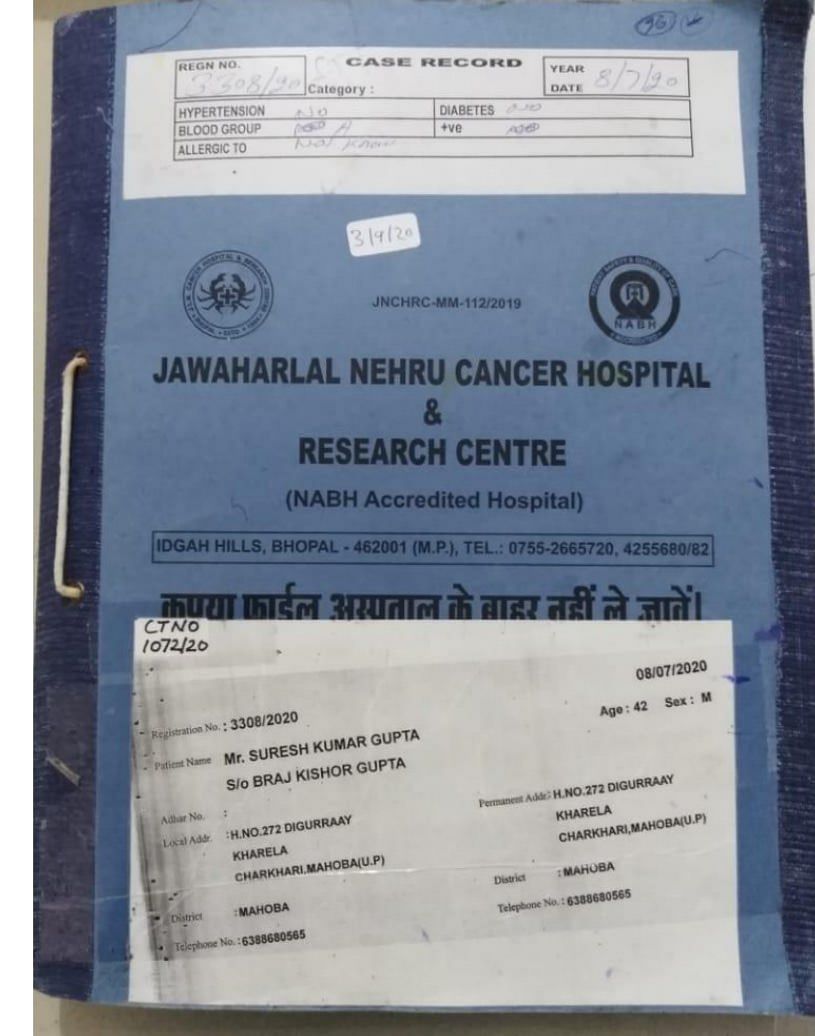 REGN NO. CASE RECORD YEAR
3308/20 Category : DATE 8/7/20
HYPERTENSION No DIABETES No
BLOOD GROUP A +ve
ALLERGIC TO Not Known
3/9/20
JNCHRC-MM-112/2019
NABH
JAWAHARLAL NEHRU CANCER HOSPITAL
&
RESEARCH CENTRE
(NABH Accredited Hospital)
IDGAH HILLS, BHOPAL - 462001 (M.P.), TEL.: 0755-2665720, 4255680/82
कृपया फाईल अस्पताल के बाहर नहीं ले जावें।
CTNO
1072/20
08/07/2020
Registration No. : 3308/2020 Age : 42 Sex : M
Patient Name Mr. SURESH KUMAR GUPTA
S/o BRAJ KISHOR GUPTA
Adhar No. :
Local Addr. : H.NO.272 DIGURRAAY Permanent Addr: H.NO.272 DIGURRAAY
KHARELA KHARELA
CHARKHARI,MAHOBA(U.P) CHARKHARI,MAHOBA(U.P)
District : MAHOBA District : MAHOBA
Telephone No. : 6388680565 Telephone No. : 6388680565